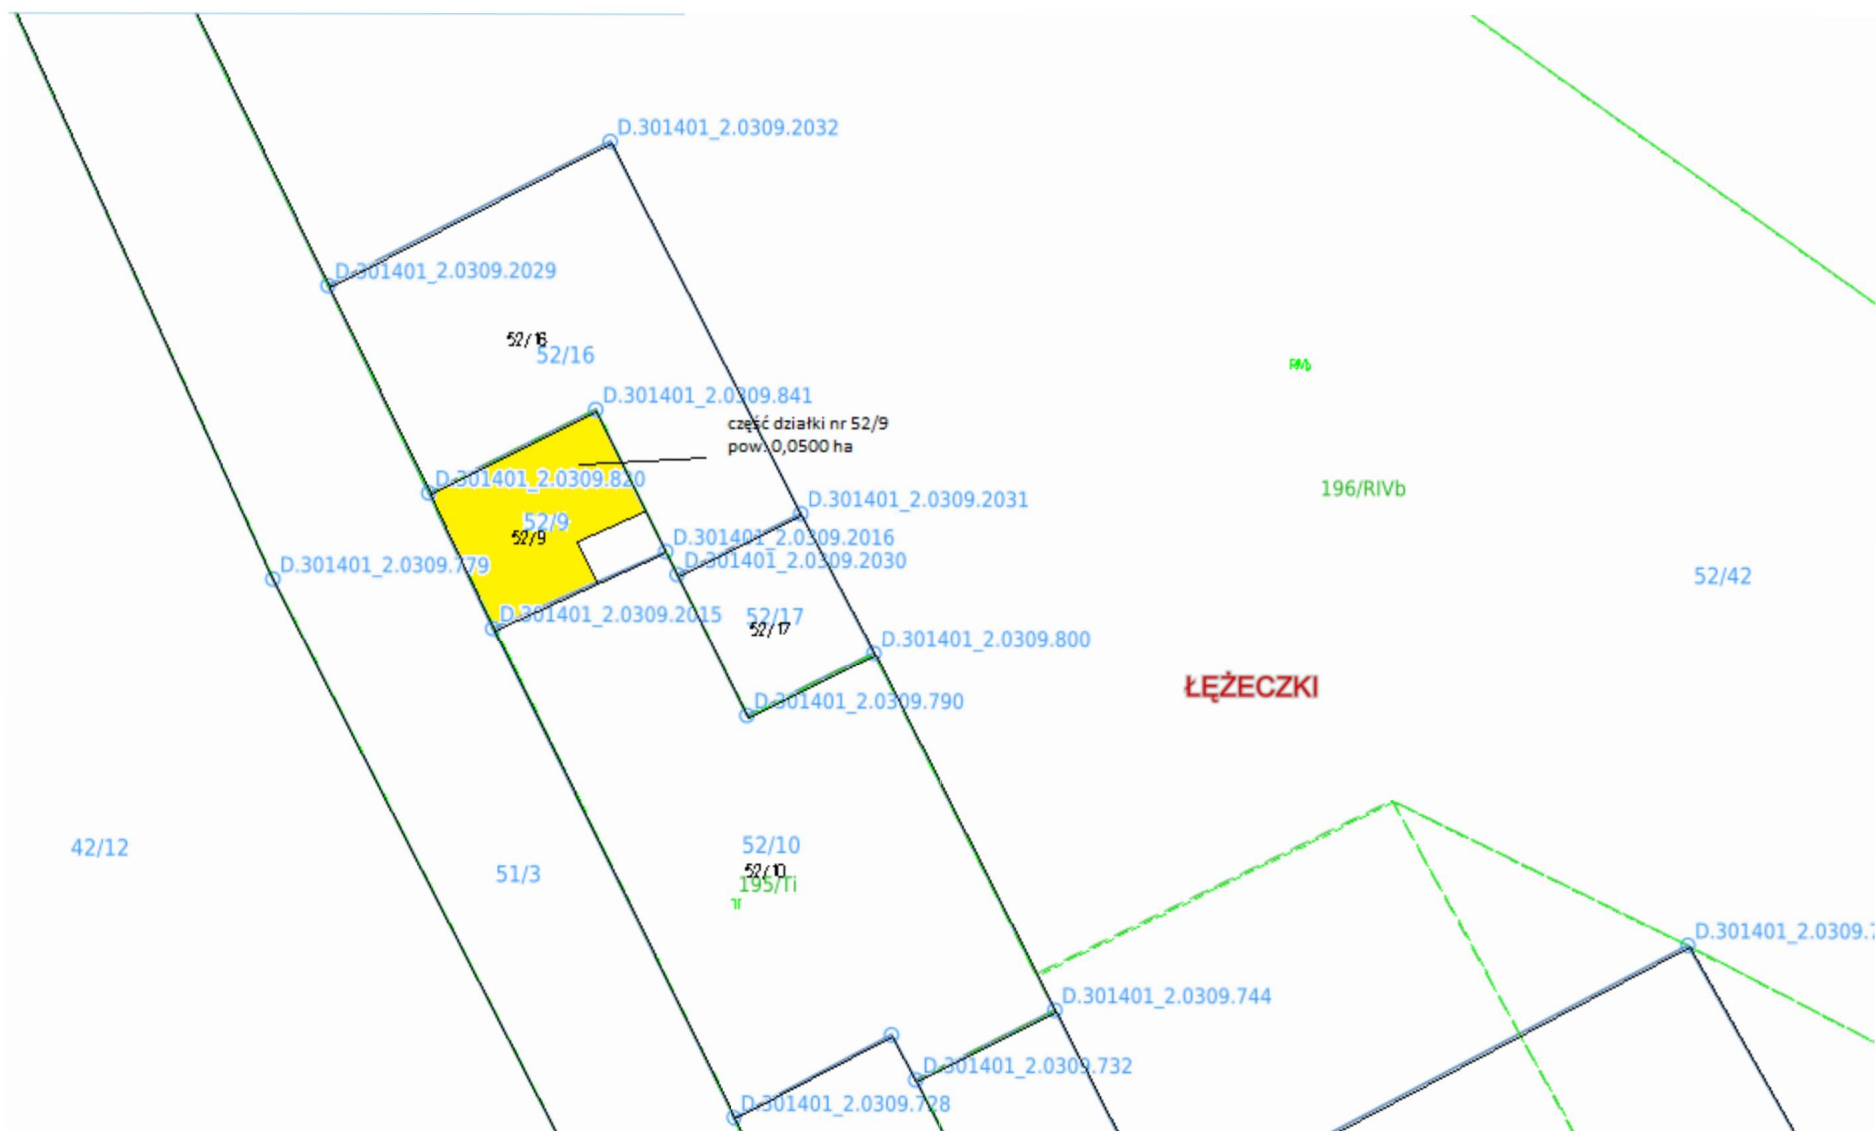 D.301401_2.0309.2032
D.301401_2.0309.2029
52/16
52/16
D.301401_2.0309.841
część działki nr 52/9
pow. 0,0500 ha
D.301401_2.0309.820
52/9
52/9
D.301401_2.0309.2031
D.301401_2.0309.2016
D.301401_2.0309.2030
D.301401_2.0309.779
D.301401_2.0309.2015
52/17
52/17
D.301401_2.0309.800
D.301401_2.0309.790
RIVb
196/RIVb
52/42
ŁĘŻECZKI
42/12
51/3
52/10
52/10
195/Ti
D.301401_2.0309.7
D.301401_2.0309.744
D.301401_2.0309.732
D.301401_2.0309.728